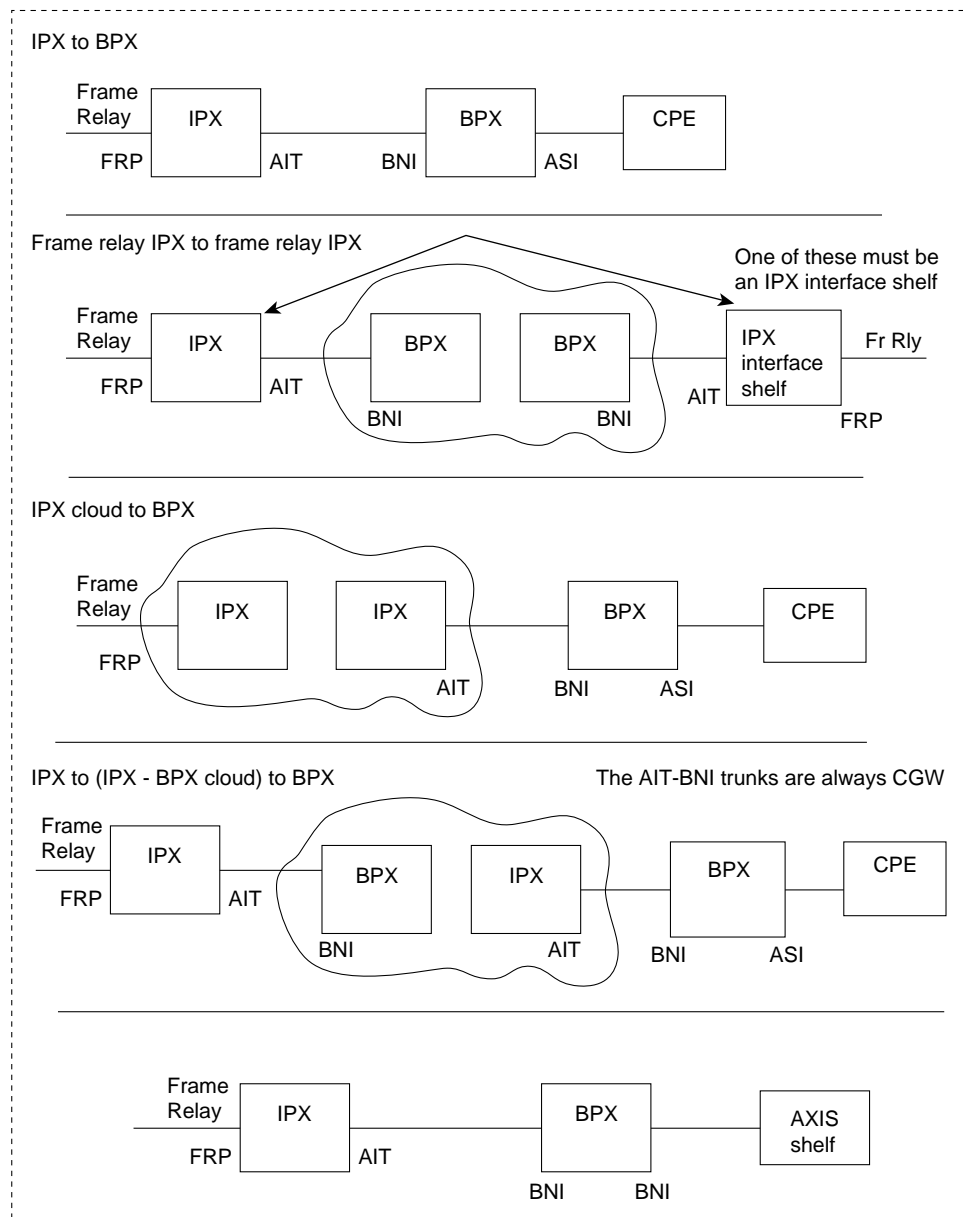 IPX to BPX
Frame
Relay
IPX
BPX
CPE
FRP
AIT
BNI
ASI
Frame relay IPX to frame relay IPX
One of these must be
an IPX interface shelf
Frame
Relay
IPX
BPX
BPX
IPX
interface
shelf
Fr Rly
FRP
AIT
BNI
BNI
AIT
FRP
IPX cloud to BPX
Frame
Relay
IPX
IPX
BPX
CPE
FRP
AIT
BNI
ASI
IPX to (IPX - BPX cloud) to BPX
The AIT-BNI trunks are always CGW
Frame
Relay
IPX
BPX
IPX
BPX
CPE
FRP
AIT
BNI
AIT
BNI
ASI
Frame
Relay
IPX
BPX
AXIS
shelf
FRP
AIT
BNI
BNI